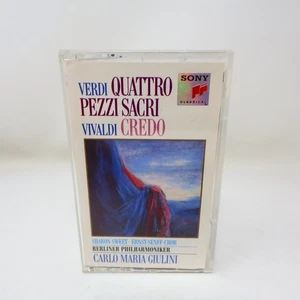 VERDI QUATTRO
PEZZI SACRI
VIVALDI CREDO
SONY
CLASSICAL
SHARON SWEET · ERNST-SENFF-CHOR
BERLINER PHILHARMONIKER
CARLO MARIA GIULINI